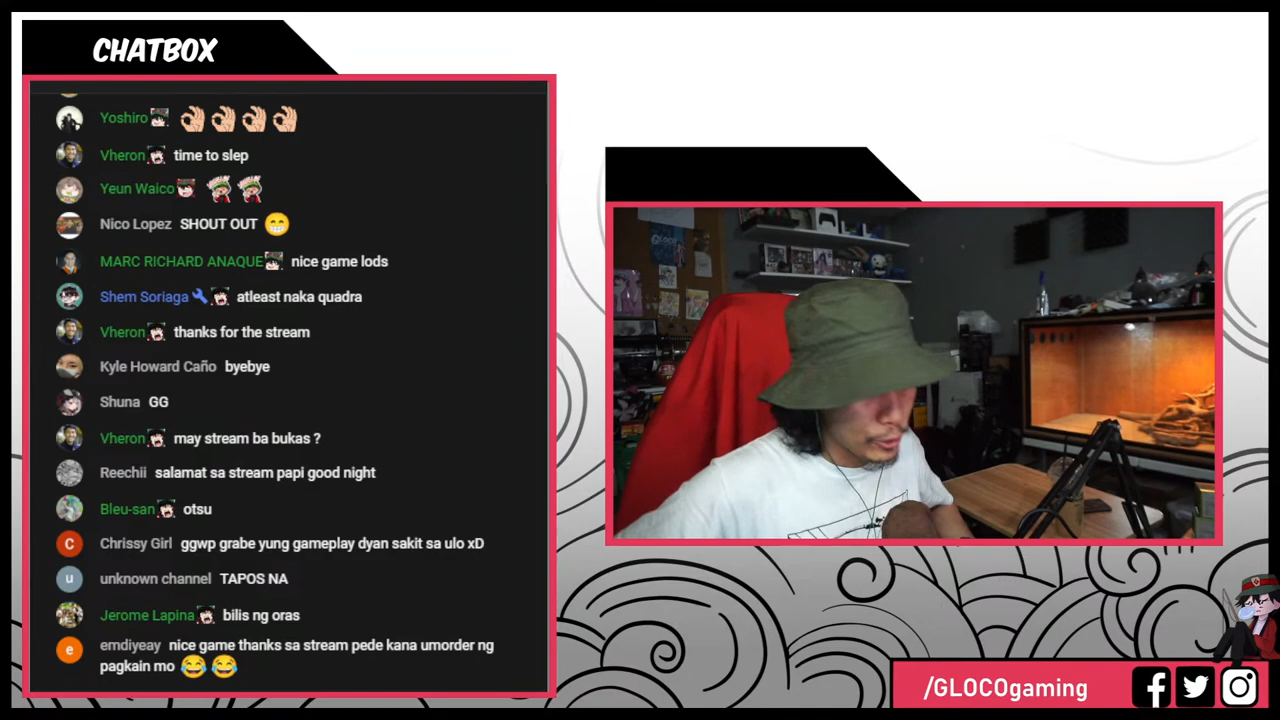 CHATBOX
Yoshiro
Vheron time to slep
Yeun Waico
Nico Lopez SHOUT OUT
MARC RICHARD ANAQUE nice game lods
Shem Soriaga atleast naka quadra
Vheron thanks for the stream
Kyle Howard Caño byebye
Shuna GG
Vheron may stream ba bukas ?
Reechii salamat sa stream papi good night
Bleu-san otsu
Chrissy Girl ggwp grabe yung gameplay dyan sakit sa ulo xD
unknown channel TAPOS NA
Jerome Lapina bilis ng oras
emdiyeay nice game thanks sa stream pede kana umorder ng
pagkain mo
/GLOCOgaming